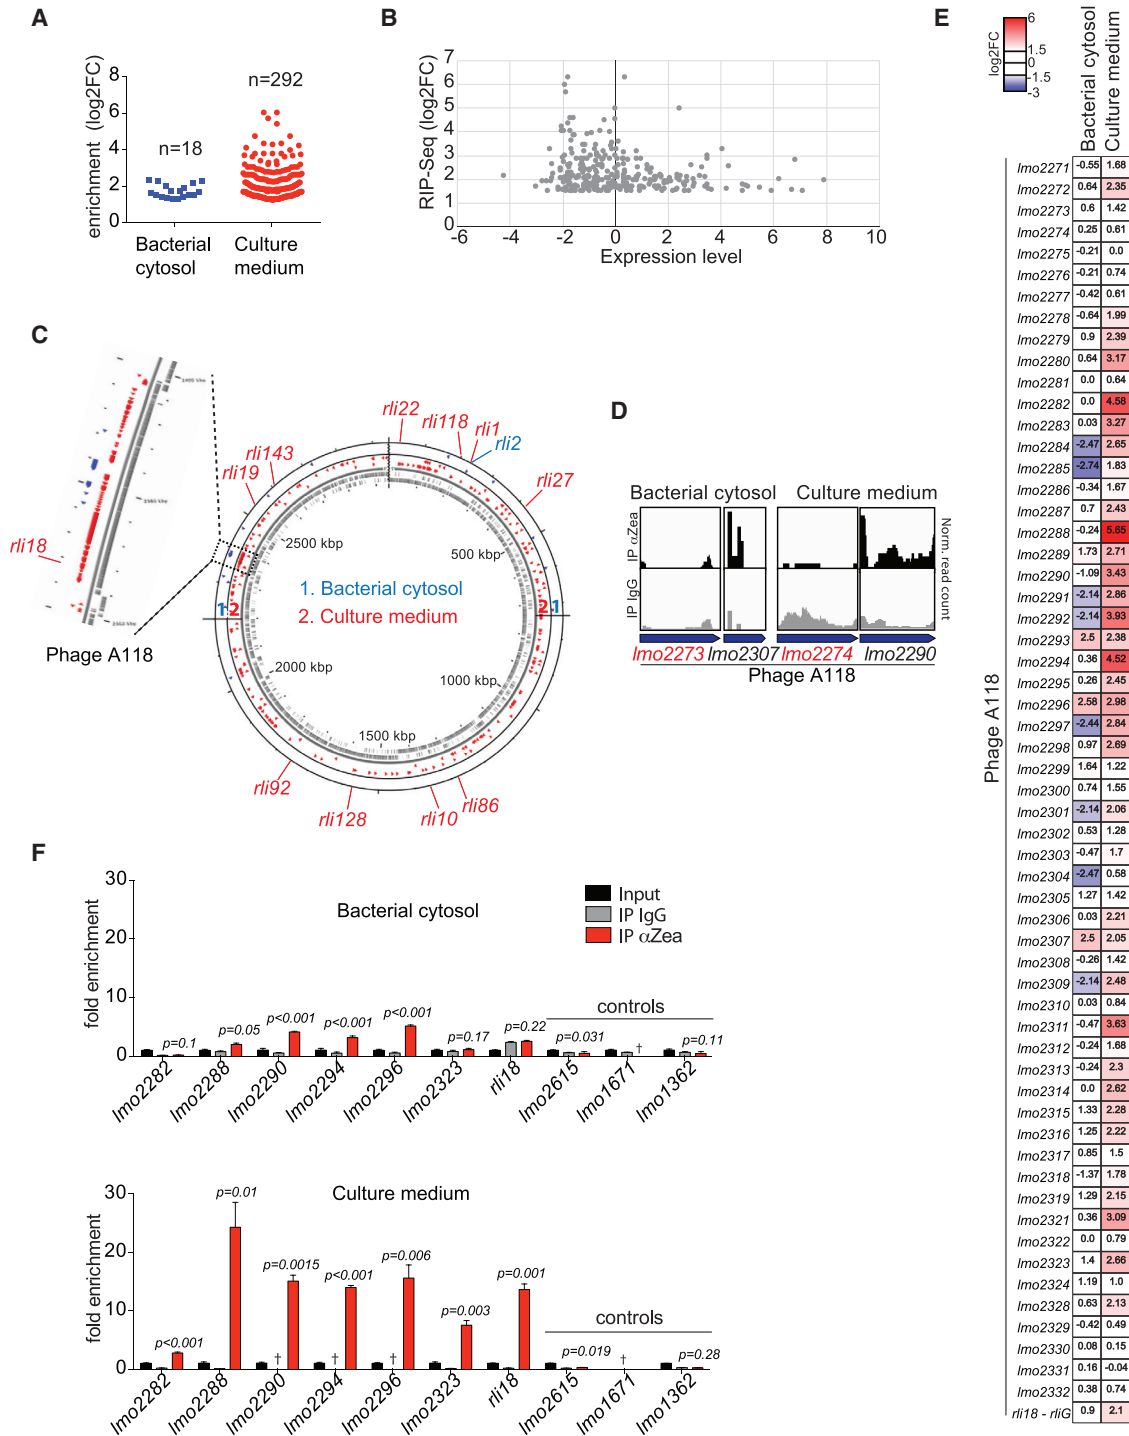 A
enrichment (log2FC)
8
6
4
2
0
n=18
n=292
Bacterial cytosol
Culture medium
B
RIP-Seq (log2FC)
7
6
5
4
3
2
1
0
-6 -4 -2 0 2 4 6 8 10
Expression level
C
rli18
Phage A118
rli22
rli118
rli1
rli2
rli27
rli143
rli19
rli92
rli128
rli10
rli86
500 kbp
1000 kbp
1500 kbp
2000 kbp
2500 kbp
1. Bacterial cytosol
2. Culture medium
1 2
2 1
D
Bacterial cytosol Culture medium
IP αZea
IP IgG
Norm. read count
lmo2273 lmo2307 lmo2274 lmo2290
Phage A118
E
log2FC
6
1.5
0
-1.5
-3
Bacterial cytosol
Culture medium
Phage A118
lmo2271 -0.55 1.68
lmo2272 0.64 2.35
lmo2273 0.6 1.42
lmo2274 0.25 0.61
lmo2275 -0.21 0.0
lmo2276 -0.21 0.74
lmo2277 -0.42 0.61
lmo2278 -0.64 1.99
lmo2279 0.9 2.39
lmo2280 0.64 3.17
lmo2281 0.0 0.64
lmo2282 0.0 4.58
lmo2283 0.03 3.27
lmo2284 -2.47 2.65
lmo2285 -2.74 1.83
lmo2286 -0.34 1.67
lmo2287 0.7 2.43
lmo2288 -0.24 5.65
lmo2289 1.73 2.71
lmo2290 -1.09 3.43
lmo2291 -2.14 2.86
lmo2292 -2.14 3.93
lmo2293 2.5 2.38
lmo2294 0.36 4.52
lmo2295 0.26 2.45
lmo2296 2.58 2.98
lmo2297 -2.44 2.84
lmo2298 0.97 2.69
lmo2299 1.64 1.22
lmo2300 0.74 1.55
lmo2301 -2.14 2.06
lmo2302 0.53 1.28
lmo2303 -0.47 1.7
lmo2304 -2.47 0.58
lmo2305 1.27 1.42
lmo2306 0.03 2.21
lmo2307 2.5 2.05
lmo2308 -0.26 1.42
lmo2309 -2.14 2.48
lmo2310 0.03 0.84
lmo2311 -0.47 3.63
lmo2312 -0.24 1.68
lmo2313 -0.24 2.3
lmo2314 0.0 2.62
lmo2315 1.33 2.28
lmo2316 1.25 2.22
lmo2317 0.85 1.5
lmo2318 -1.37 1.78
lmo2319 1.29 2.15
lmo2321 0.36 3.09
lmo2322 0.0 0.79
lmo2323 1.4 2.66
lmo2324 1.19 1.0
lmo2328 0.63 2.13
lmo2329 -0.42 0.49
lmo2330 0.08 0.15
lmo2331 0.16 -0.04
lmo2332 0.38 0.74
rli18 - rliG 0.9 2.1
F
fold enrichment
30
20
10
0
Bacterial cytosol
Input
IP IgG
IP αZea
controls
p=0.1 p=0.05 p<0.001 p<0.001 p<0.001 p=0.17 p=0.22 p=0.031 † p=0.11
lmo2282 lmo2288 lmo2290 lmo2294 lmo2296 lmo2323 rli18 lmo2615 lmo1671 lmo1362
fold enrichment
30
20
10
0
Culture medium
controls
p<0.001 p=0.01 † p=0.0015 † p<0.001 † p=0.006 p=0.003 p=0.001 p=0.019 † p=0.28
lmo2282 lmo2288 lmo2290 lmo2294 lmo2296 lmo2323 rli18 lmo2615 lmo1671 lmo1362